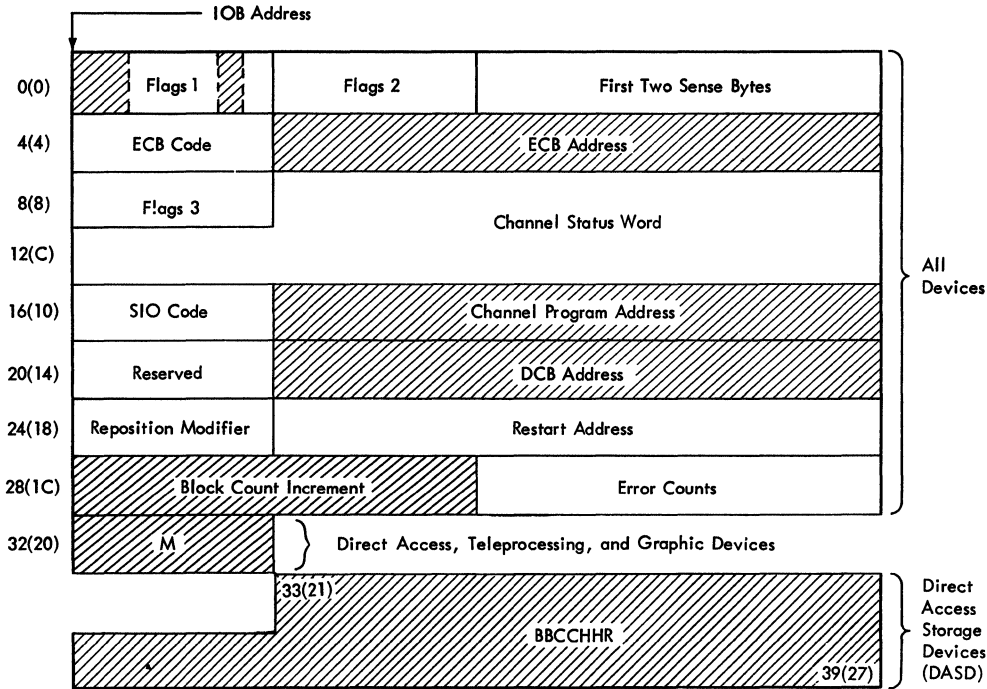 IOB Address
0(0) Flags 1 Flags 2 First Two Sense Bytes
4(4) ECB Code ECB Address
8(8) Flags 3
Channel Status Word
12(C)
All
Devices
16(10) SIO Code Channel Program Address
20(14) Reserved DCB Address
24(18) Reposition Modifier Restart Address
28(1C) Block Count Increment Error Counts
32(20) M Direct Access, Teleprocessing, and Graphic Devices
33(21)
BBCCHHR
39(27)
Direct
Access
Storage
Devices
(DASD)